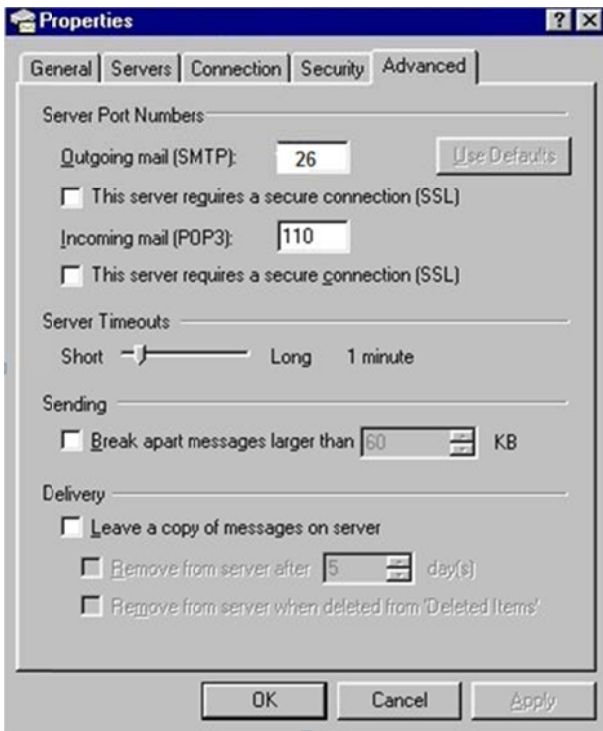 Properties
General Servers Connection Security Advanced
Server Port Numbers
Outgoing mail (SMTP): 26 Use Defaults
This server requires a secure connection (SSL)
Incoming mail (POP3): 110
This server requires a secure connection (SSL)
Server Timeouts
Short Long 1 minute
Sending
Break apart messages larger than 60 KB
Delivery
Leave a copy of messages on server
Remove from server after 5 day(s)
Remove from server when deleted from 'Deleted Items'
OK Cancel Apply